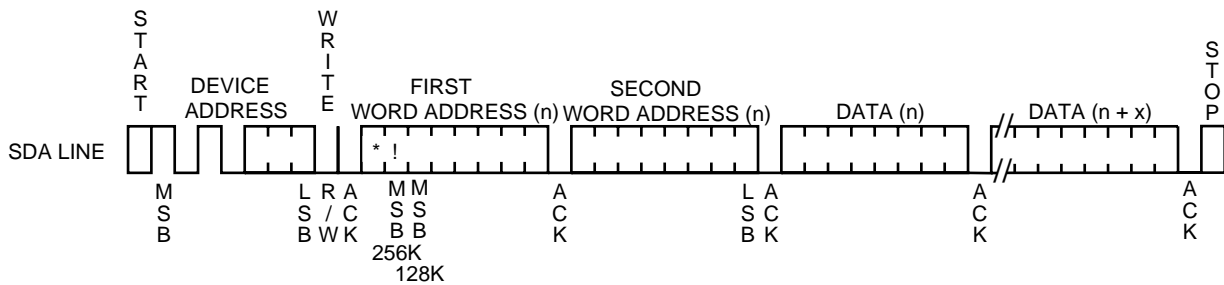 START
WRITE
STOP
DEVICE
ADDRESS
FIRST
WORD ADDRESS (n)
SECOND
WORD ADDRESS (n)
DATA (n)
DATA (n + x)
SDA LINE
* !
MSB
LSB
R/W
ACK
MSB
MSB
ACK
LSB
ACK
ACK
ACK
256K
128K